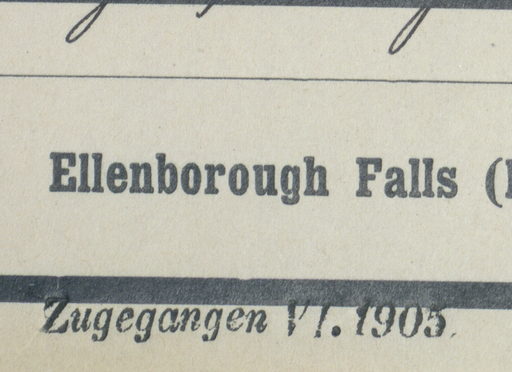 Ellenborough Falls (
Zugegangen VI. 1905.